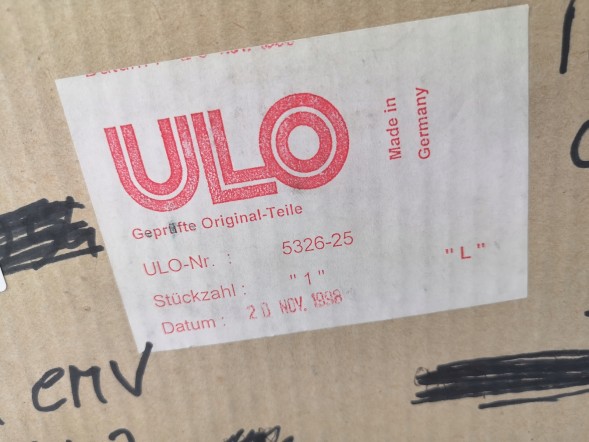 ULO
Made in
Germany
Geprüfte Original-Teile
ULO-Nr. : 5326-25
Stückzahl : " 1 " " L "
Datum : 20 NOV. 1998
emv